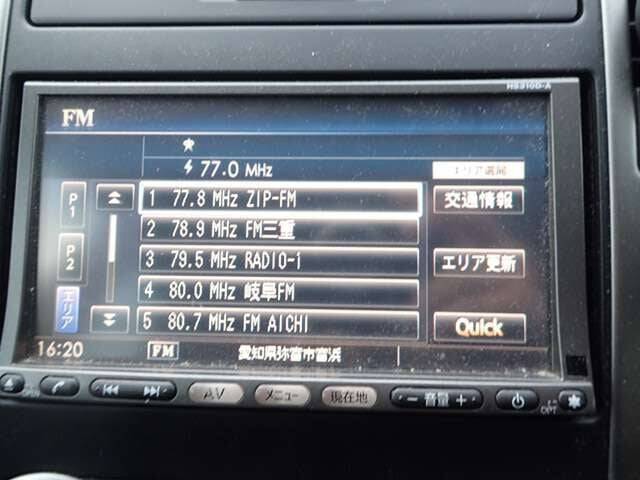 HS310D-A
FM
77.0 MHz
エリア選局
P1
1 77.8 MHz ZIP-FM
交通情報
2 78.9 MHz FM三重
P2
3 79.5 MHz RADIO-1
エリア更新
エリア
4 80.0 MHz 岐阜FM
5 80.7 MHz FM AICHI
Quick
16:20
FM
愛知県弥富市富浜
AV
メニュー
現在地
- 音量 +